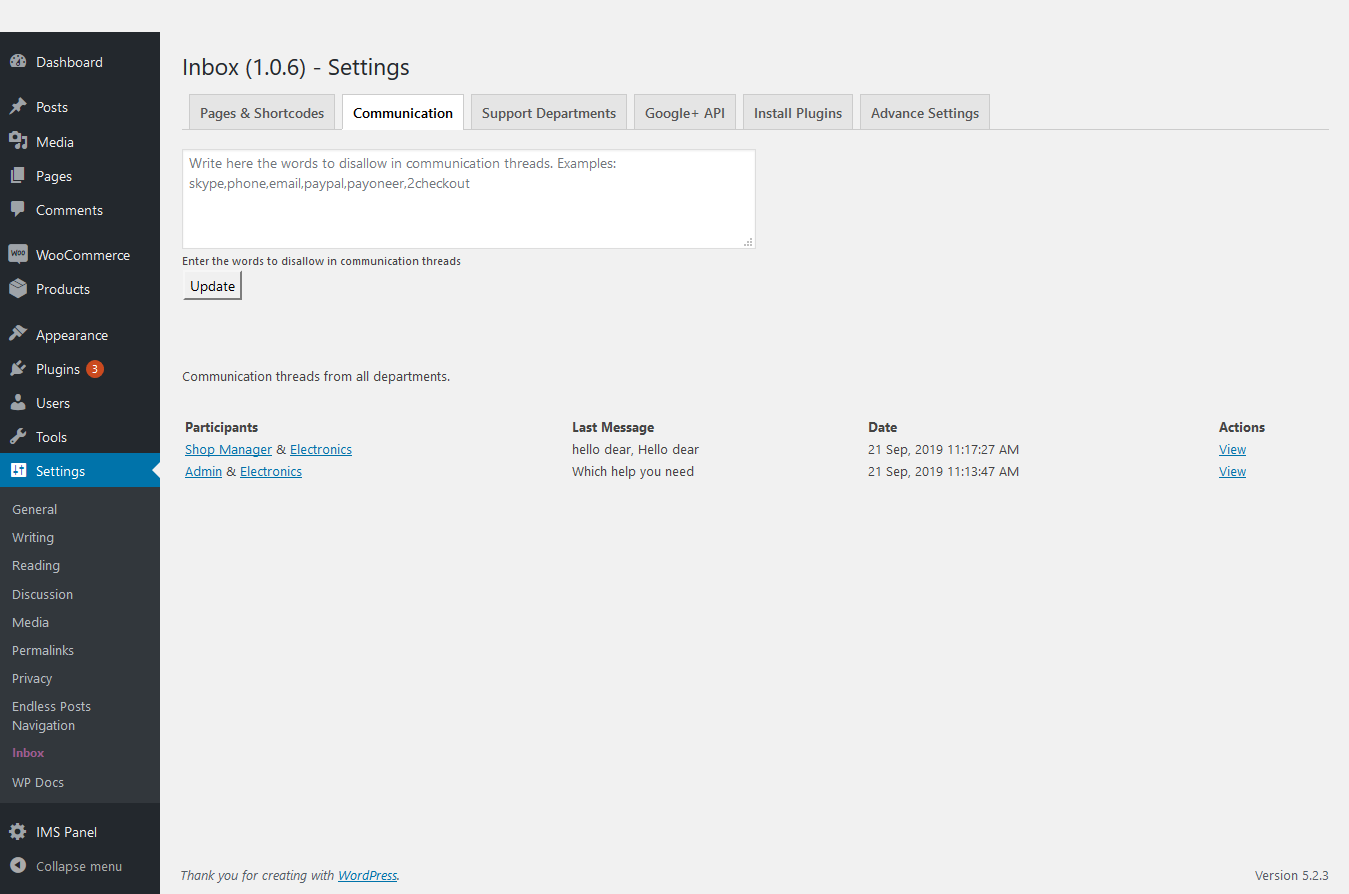 Dashboard
Posts
Media
Pages
Comments
WOO
WooCommerce
Products
Appearance
Plugins 3
Users
Tools
Settings
General
Writing
Reading
Discussion
Media
Permalinks
Privacy
Endless Posts
Navigation
Inbox
WP Docs
IMS Panel
Collapse menu
Inbox (1.0.6) - Settings
Pages & Shortcodes Communication Support Departments Google+ API Install Plugins Advance Settings
Write here the words to disallow in communication threads. Examples:
skype,phone,email,paypal,payoneer,2checkout
Enter the words to disallow in communication threads
Update
Communication threads from all departments.
Participants Last Message Date Actions
Shop Manager & Electronics hello dear, Hello dear 21 Sep, 2019 11:17:27 AM View
Admin & Electronics Which help you need 21 Sep, 2019 11:13:47 AM View
Thank you for creating with WordPress. Version 5.2.3